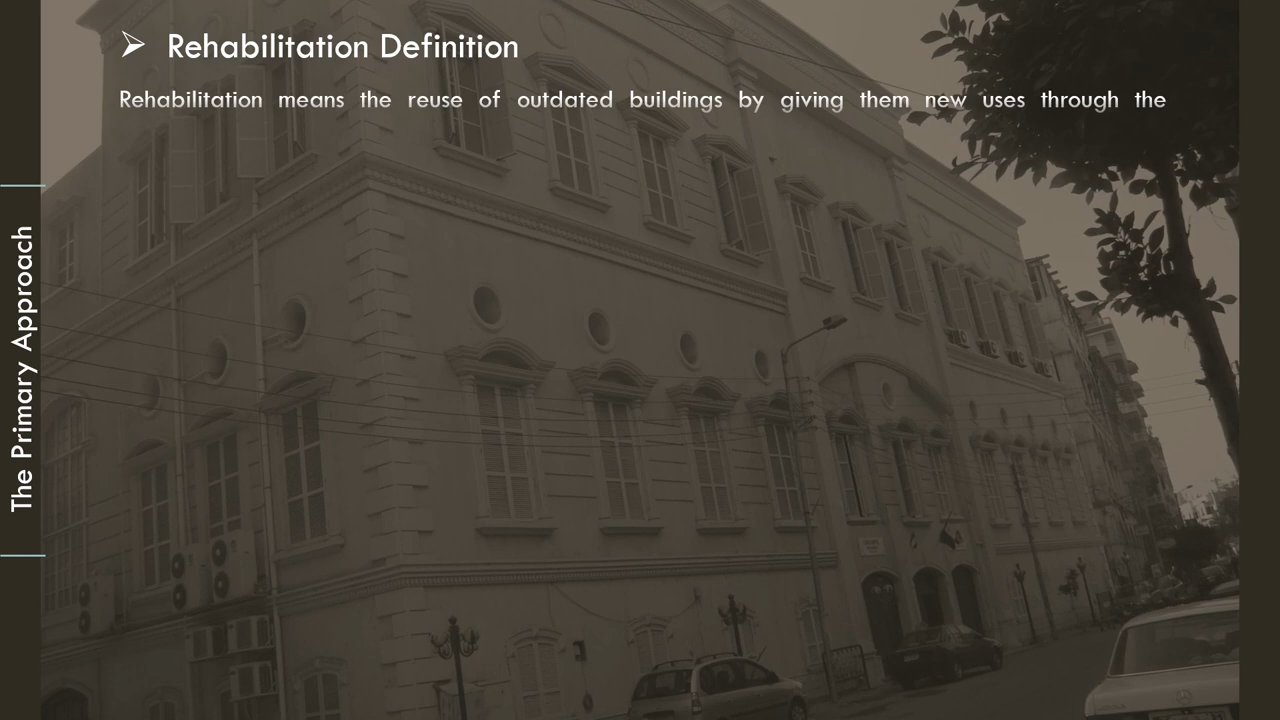 Rehabilitation Definition
Rehabilitation means the reuse of outdated buildings by giving them new uses through the
The Primary Approach